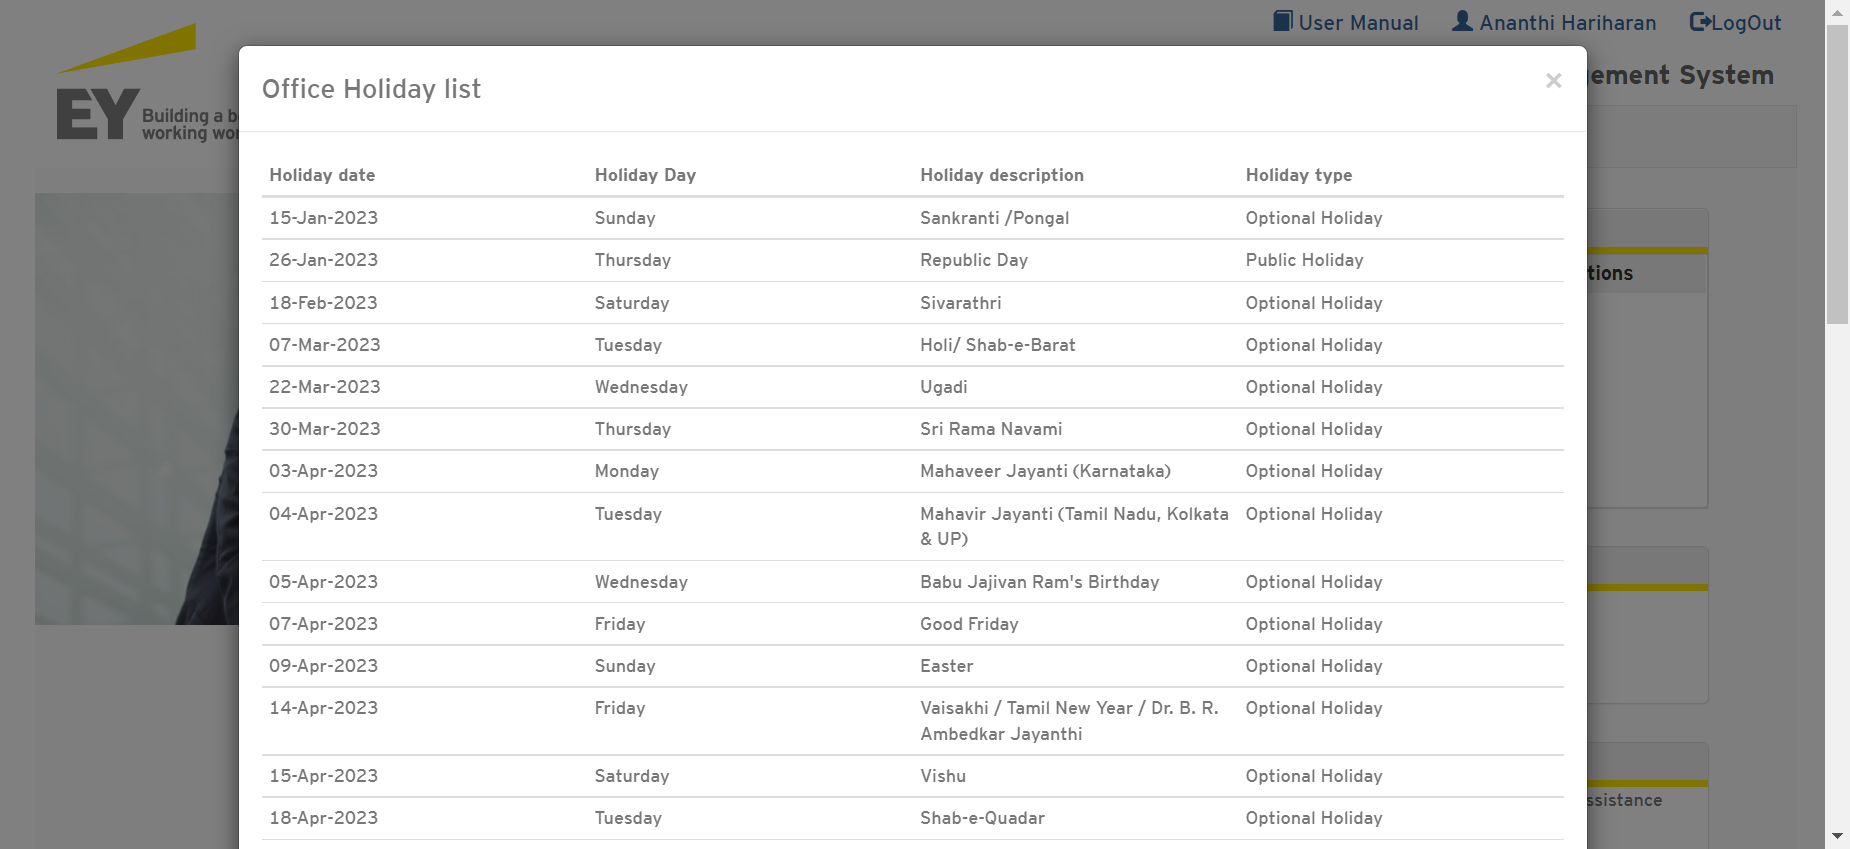 User Manual Ananthi Hariharan LogOut
ement System
EY Building a b
working wor
Office Holiday list ×
Holiday date Holiday Day Holiday description Holiday type
15-Jan-2023 Sunday Sankranti /Pongal Optional Holiday
26-Jan-2023 Thursday Republic Day Public Holiday
18-Feb-2023 Saturday Sivarathri Optional Holiday
07-Mar-2023 Tuesday Holi/ Shab-e-Barat Optional Holiday
22-Mar-2023 Wednesday Ugadi Optional Holiday
30-Mar-2023 Thursday Sri Rama Navami Optional Holiday
03-Apr-2023 Monday Mahaveer Jayanti (Karnataka) Optional Holiday
04-Apr-2023 Tuesday Mahavir Jayanti (Tamil Nadu, Kolkata Optional Holiday
& UP)
05-Apr-2023 Wednesday Babu Jajivan Ram's Birthday Optional Holiday
07-Apr-2023 Friday Good Friday Optional Holiday
09-Apr-2023 Sunday Easter Optional Holiday
14-Apr-2023 Friday Vaisakhi / Tamil New Year / Dr. B. R. Optional Holiday
Ambedkar Jayanthi
15-Apr-2023 Saturday Vishu Optional Holiday
18-Apr-2023 Tuesday Shab-e-Quadar Optional Holiday
tions
ssistance